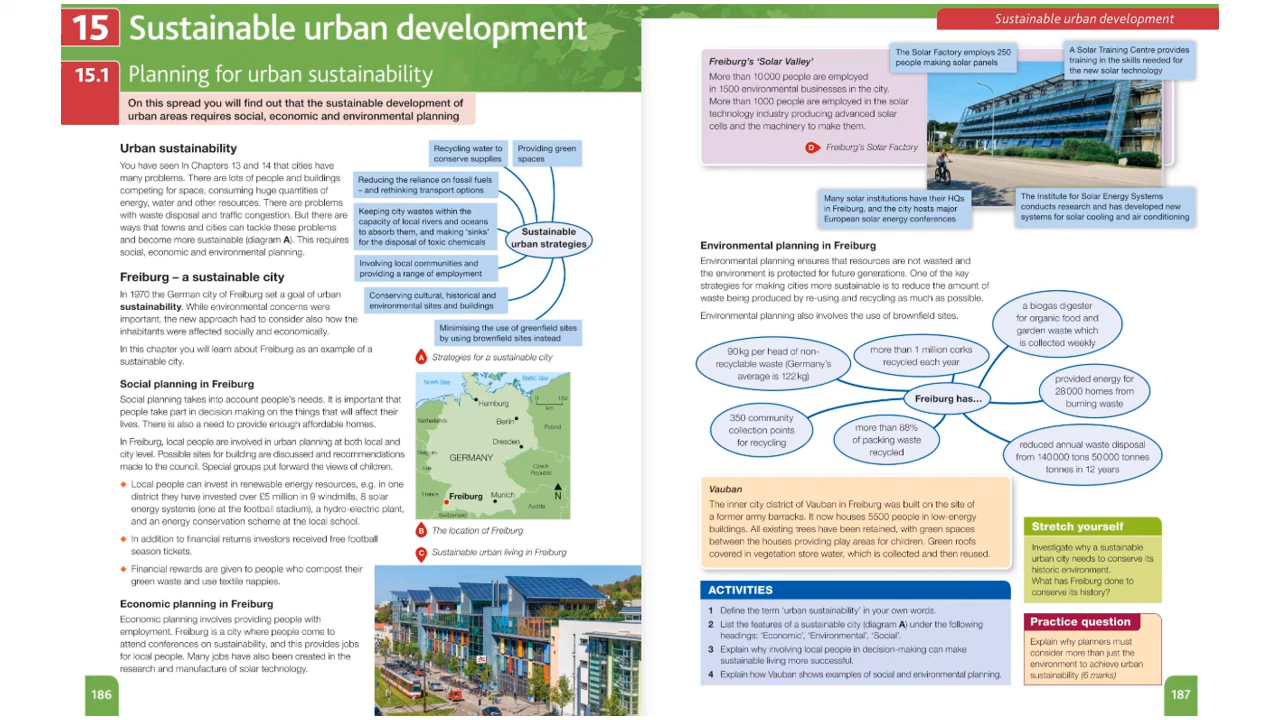 15 Sustainable urban development
15.1 Planning for urban sustainability
On this spread you will find out that the sustainable development of
urban areas requires social, economic and environmental planning
Urban sustainability
You have seen In Chapters 13 and 14 that cities have
many problems. There are lots of people and buildings
competing for space, consuming huge quantities of
energy, water and other resources. There are problems
with waste disposal and traffic congestion. But there are
ways that towns and cities can tackle these problems
and become more sustainable (diagram A). This requires
social, economic and environmental planning.
Freiburg – a sustainable city
In 1970 the German city of Freiburg set a goal of urban
sustainability. While environmental concerns were
important, the new approach had to consider also how the
inhabitants were affected socially and economically.
In this chapter you will learn about Freiburg as an example of a
sustainable city.
Social planning in Freiburg
Social planning takes into account people's needs. It is important that
people take part in decision making on the things that will affect their
lives. There is also a need to provide enough affordable homes.
In Freiburg, local people are involved in urban planning at both local and
city level. Possible sites for building are discussed and recommendations
made to the council. Special groups put forward the views of children.
Local people can invest in renewable energy resources, e.g. in one
district they have invested over £5 million in 9 windmills, 8 solar
energy systems (one at the football stadium), a hydro-electric plant,
and an energy conservation scheme at the local school.
In addition to financial returns investors received free football
season tickets.
Financial rewards are given to people who compost their
green waste and use textile nappies.
Economic planning in Freiburg
Economic planning involves providing people with
employment. Freiburg is a city where people come to
attend conferences on sustainability, and this provides jobs
for local people. Many jobs have also been created in the
research and manufacture of solar technology.
186
Recycling water to
conserve supplies
Providing green
spaces
Reducing the reliance on fossil fuels
– and rethinking transport options
Keeping city wastes within the
capacity of local rivers and oceans
to absorb them, and making 'sinks'
for the disposal of toxic chemicals
Sustainable
urban strategies
Involving local communities and
providing a range of employment
Conserving cultural, historical and
environmental sites and buildings
Minimising the use of greenfield sites
by using brownfield sites instead
A Strategies for a sustainable city
North Sea
Baltic Sea
Hamburg
0 150
km
Netherlands
Berlin
Poland
Dresden
Belgium
GERMANY
Lux
Czech
Republic
France
Freiburg
Munich
N
Austria
Switzerland
B The location of Freiburg
C Sustainable urban living in Freiburg
Sustainable urban development
Freiburg's 'Solar Valley'
More than 10000 people are employed
in 1500 environmental businesses in the city.
More than 1000 people are employed in the solar
technology industry producing advanced solar
cells and the machinery to make them.
D Freiburg's Solar Factory
The Solar Factory employs 250
people making solar panels
A Solar Training Centre provides
training in the skills needed for
the new solar technology
Many solar institutions have their HQs
in Freiburg, and the city hosts major
European solar energy conferences
The Institute for Solar Energy Systems
conducts research and has developed new
systems for solar cooling and air conditioning
Environmental planning in Freiburg
Environmental planning ensures that resources are not wasted and
the environment is protected for future generations. One of the key
strategies for making cities more sustainable is to reduce the amount of
waste being produced by re-using and recycling as much as possible.
Environmental planning also involves the use of brownfield sites.
90kg per head of non-
recyclable waste (Germany's
average is 122kg)
more than 1 million corks
recycled each year
a biogas digester
for organic food and
garden waste which
is collected weekly
Freiburg has...
provided energy for
28000 homes from
burning waste
350 community
collection points
for recycling
more than 88%
of packing waste
recycled
reduced annual waste disposal
from 140000 tons 50000 tonnes
tonnes in 12 years
Vauban
The inner city district of Vauban in Freiburg was built on the site of
a former army barracks. It now houses 5500 people in low-energy
buildings. All existing trees have been retained, with green spaces
between the houses providing play areas for children. Green roofs
covered in vegetation store water, which is collected and then reused.
ACTIVITIES
1 Define the term 'urban sustainability' in your own words.
2 List the features of a sustainable city (diagram A) under the following
headings: 'Economic', 'Environmental', 'Social'.
3 Explain why involving local people in decision-making can make
sustainable living more successful.
4 Explain how Vauban shows examples of social and environmental planning.
Stretch yourself
Investigate why a sustainable
urban city needs to conserve its
historic environment.
What has Freiburg done to
conserve its history?
Practice question
Explain why planners must
consider more than just the
environment to achieve urban
sustainability (6 marks)
187